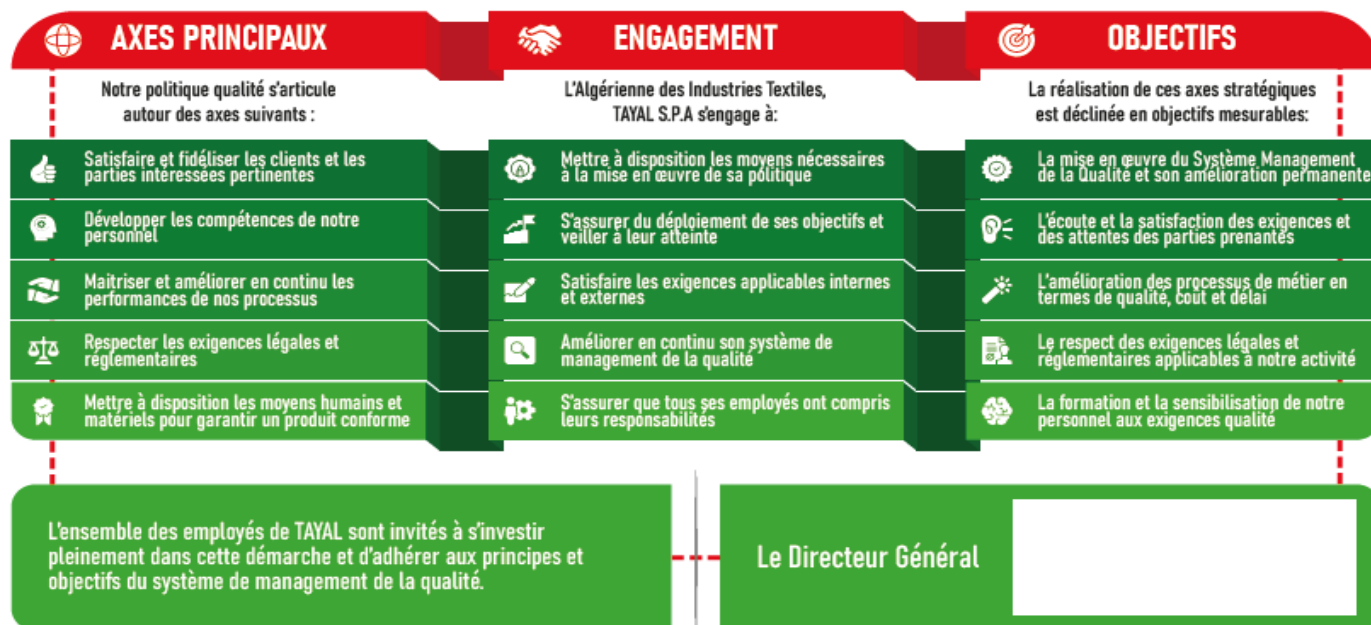 AXES PRINCIPAUX
Notre politique qualité s'articule
autour des axes suivants :
Satisfaire et fidéliser les clients et les
parties intéressées pertinentes
Développer les compétences de notre
personnel
Maitriser et améliorer en continu les
performances de nos processus
Respecter les exigences légales et
réglementaires
Mettre à disposition les moyens humains et
matériels pour garantir un produit conforme
ENGAGEMENT
L'Algérienne des Industries Textiles,
TAYAL S.P.A s'engage à:
Mettre à disposition les moyens nécessaires
à la mise en œuvre de sa politique
S'assurer du déploiement de ses objectifs et
veiller à leur atteinte
Satisfaire les exigences applicables internes
et externes
Améliorer en continu son système de
management de la qualité
S'assurer que tous ses employés ont compris
leurs responsabilités
OBJECTIFS
La réalisation de ces axes stratégiques
est déclinée en objectifs mesurables:
La mise en œuvre du Système Management
de la Qualité et son amélioration permanente
L'écoute et la satisfaction des exigences et
des attentes des parties prenantes
L'amélioration des processus de métier en
termes de qualité, coût et délai
Le respect des exigences légales et
réglementaires applicables à notre activité
La formation et la sensibilisation de notre
personnel aux exigences qualité
L'ensemble des employés de TAYAL sont invités à s'investir
pleinement dans cette démarche et d'adhérer aux principes et
objectifs du système de management de la qualité.
Le Directeur Général